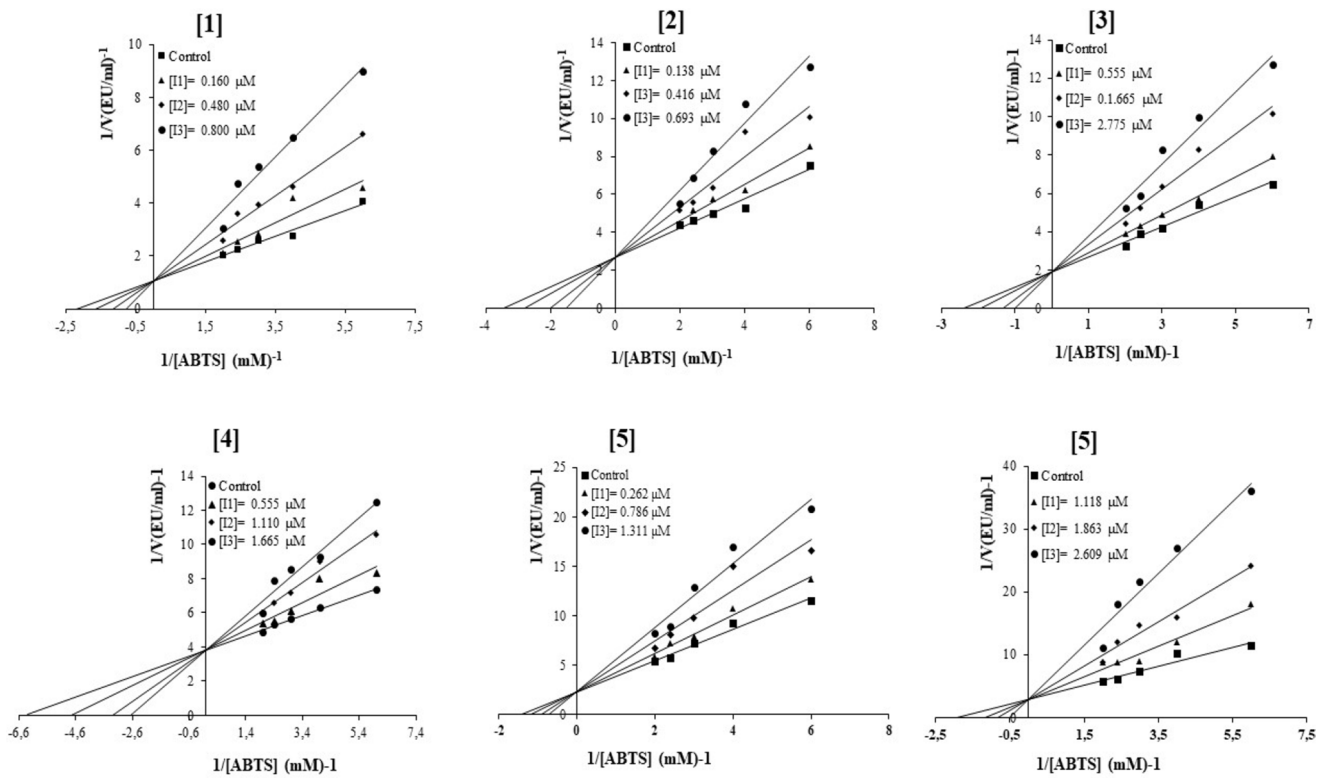 [1]
10
8
6
4
2
0
-2,5
-0,5
1,5
3,5
5,5
7,5
1/V(EU/ml)-1
Control
[I1]= 0.160 μM
[I2]= 0.480 μM
[I3]= 0.800 μM
1/[ABTS] (mM)-1
[2]
14
12
10
8
6
4
2
0
-4
-2
0
2
4
6
8
1/V(EU/ml)-1
Control
[I1]= 0.138 μM
[I2]= 0.416 μM
[I3]= 0.693 μM
1/[ABTS] (mM)-1
[3]
14
12
10
8
6
4
2
0
-3
-1
1
3
5
7
1/V(EU/ml)-1
Control
[I1]= 0.555 μM
[I2]= 0.1.665 μM
[I3]= 2.775 μM
1/[ABTS] (mM)-1
[4]
14
12
10
8
6
4
2
0
-6,6
-4,6
-2,6
-0,6
1,4
3,4
5,4
7,4
1/V(EU/ml)-1
Control
[I1]= 0.555 μM
[I2]= 1.110 μM
[I3]= 1.665 μM
1/[ABTS] (mM)-1
[5]
25
20
15
10
5
0
-2
0
2
4
6
8
1/V(EU/ml)-1
Control
[I1]= 0.262 μM
[I2]= 0.786 μM
[I3]= 1.311 μM
1/[ABTS] (mM)-1
[5]
40
30
20
10
0
-2,5
-0,5
1,5
3,5
5,5
7,5
1/V(EU/ml)-1
Control
[I1]= 1.118 μM
[I2]= 1.863 μM
[I3]= 2.609 μM
1/[ABTS] (mM)-1